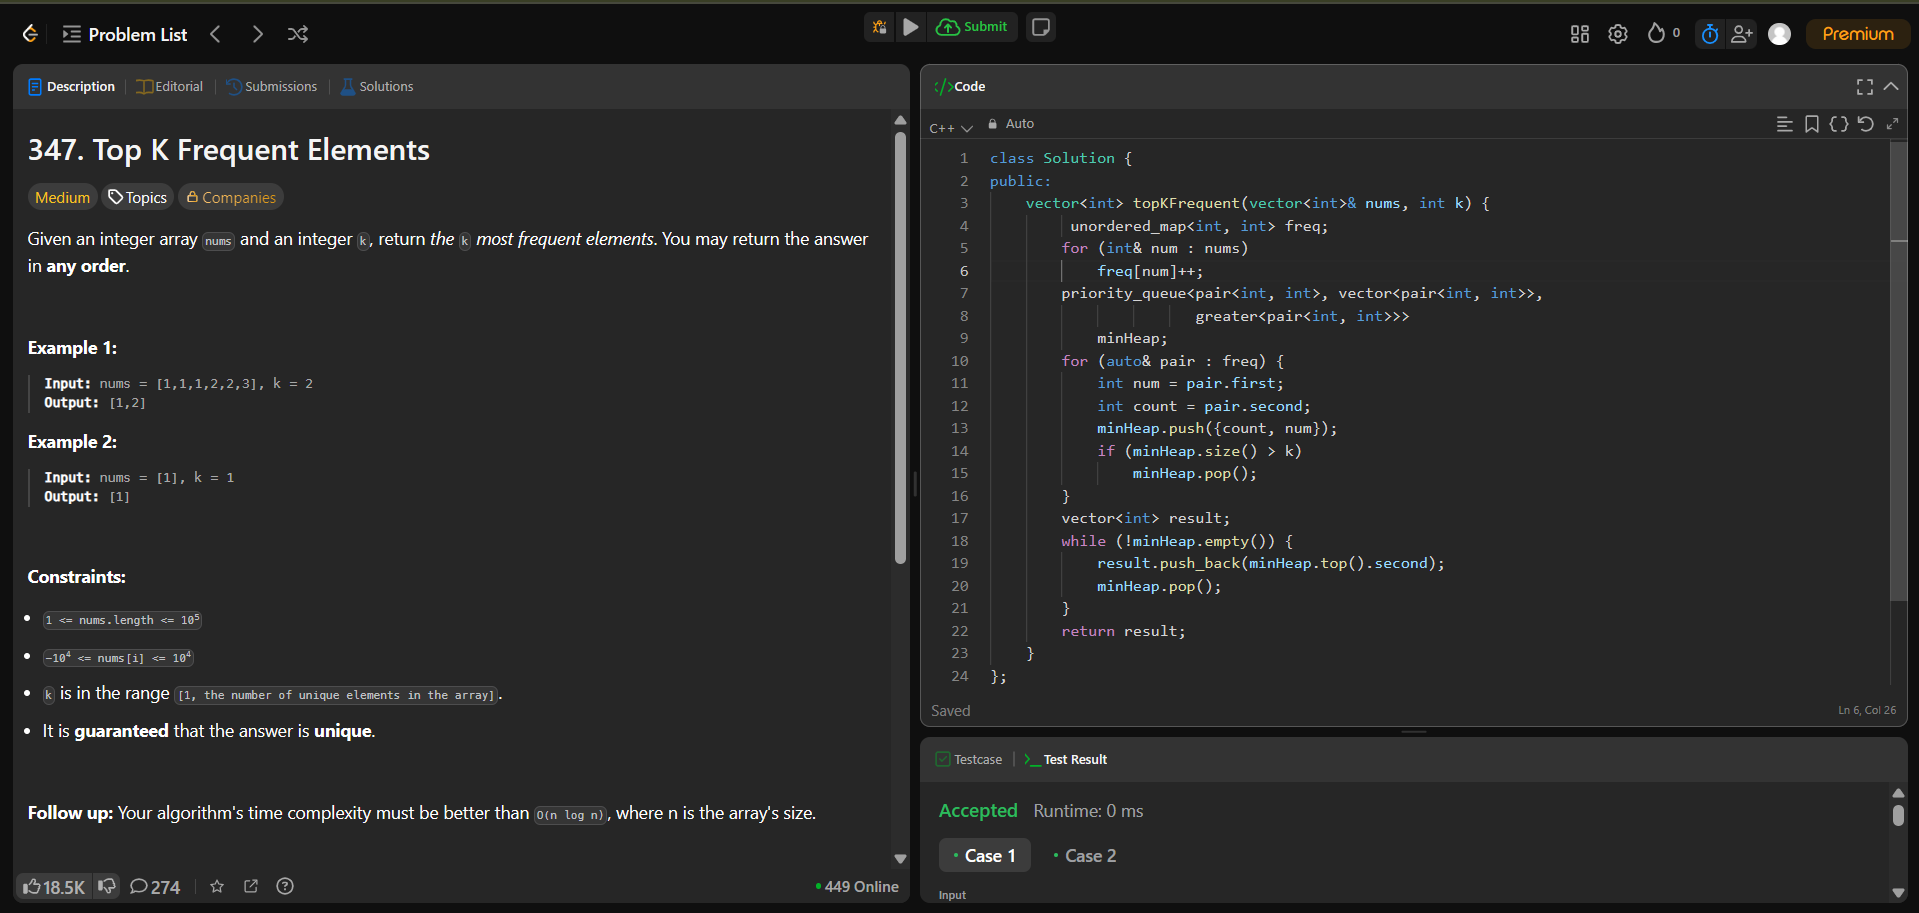 Problem List
Submit
0
Premium
Description
Editorial
Submissions
Solutions
347. Top K Frequent Elements
Medium
Topics
Companies
Given an integer array nums and an integer k, return the k most frequent elements. You may return the answer
in any order.
Example 1:
Input: nums = [1,1,1,2,2,3], k = 2
Output: [1,2]
Example 2:
Input: nums = [1], k = 1
Output: [1]
Constraints:
• 1 <= nums.length <= 10⁵
• -10⁴ <= nums[i] <= 10⁴
• k is in the range [1, the number of unique elements in the array].
• It is guaranteed that the answer is unique.
Follow up: Your algorithm's time complexity must be better than O(n log n), where n is the array's size.
18.5K
274
449 Online
</>Code
C++
Auto
1 class Solution {
2 public:
3     vector<int> topKFrequent(vector<int>& nums, int k) {
4          unordered_map<int, int> freq;
5         for (int& num : nums)
6             freq[num]++;
7         priority_queue<pair<int, int>, vector<pair<int, int>>,
8                        greater<pair<int, int>>>
9             minHeap;
10         for (auto& pair : freq) {
11             int num = pair.first;
12             int count = pair.second;
13             minHeap.push({count, num});
14             if (minHeap.size() > k)
15                 minHeap.pop();
16         }
17         vector<int> result;
18         while (!minHeap.empty()) {
19             result.push_back(minHeap.top().second);
20             minHeap.pop();
21         }
22         return result;
23     }
24 };
Saved
Ln 6, Col 26
Testcase
>_ Test Result
Accepted
Runtime: 0 ms
• Case 1
• Case 2
Input